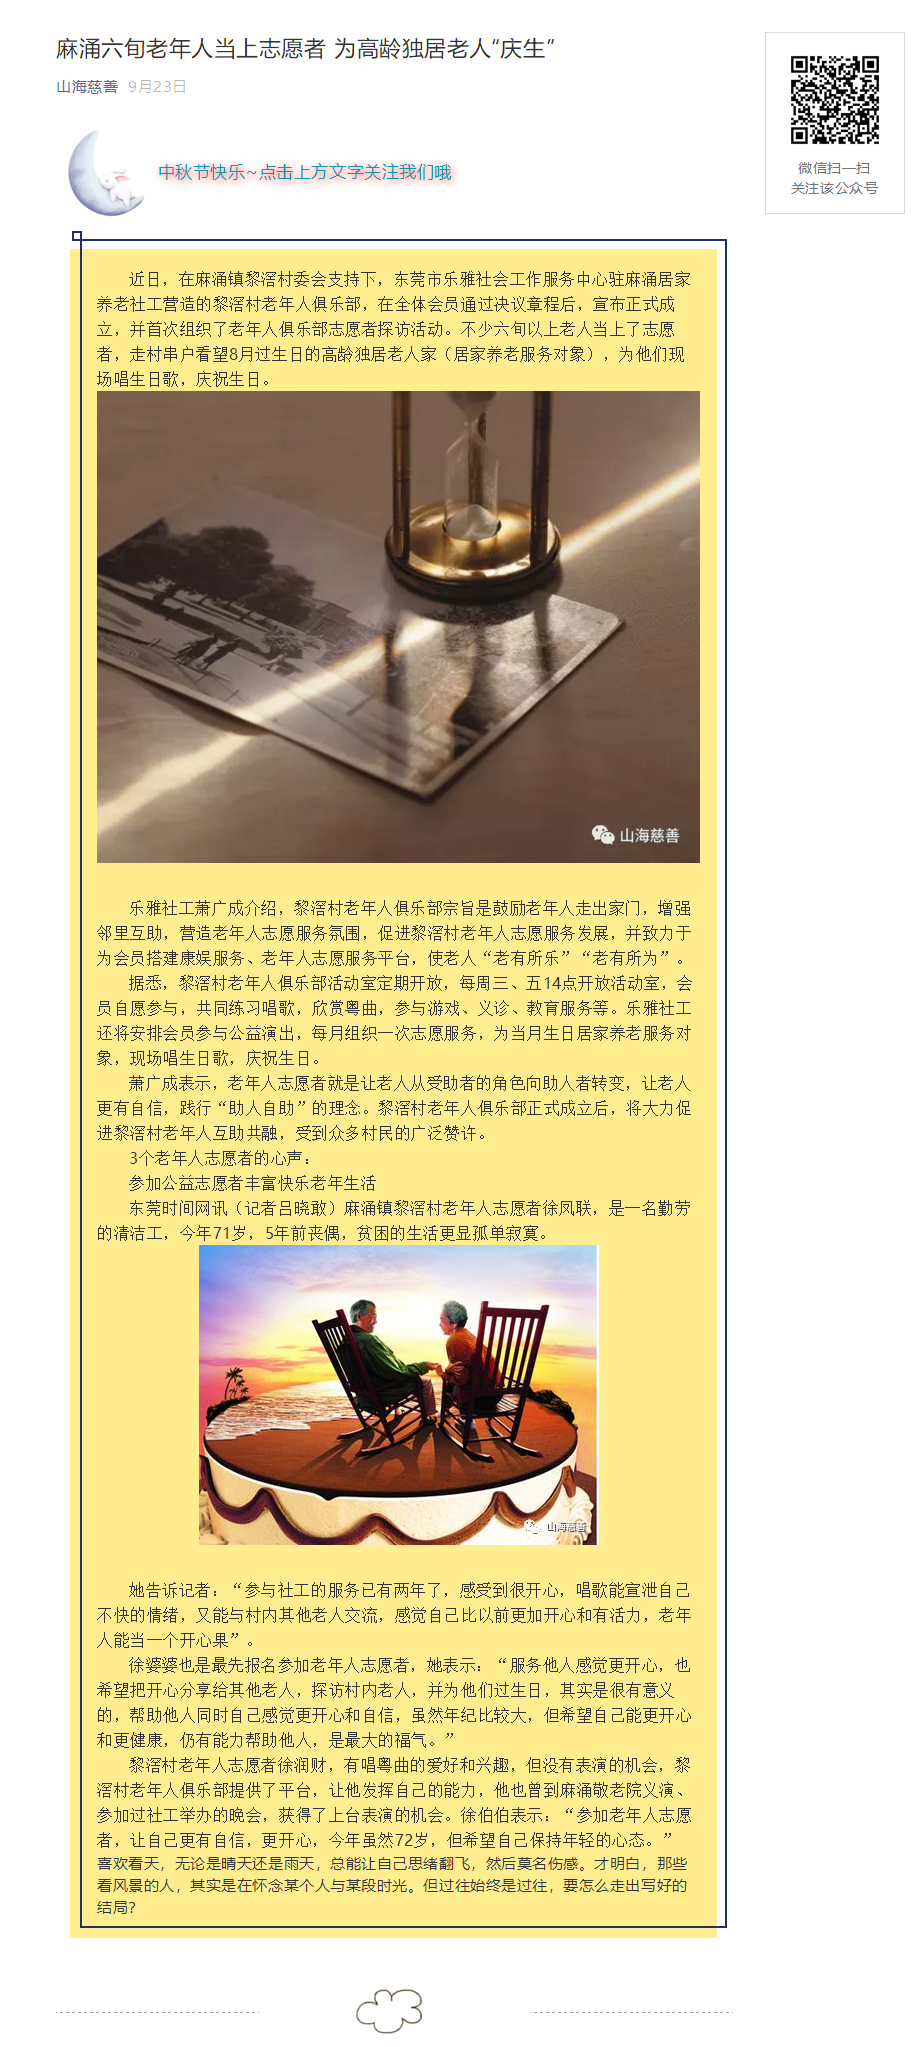 麻涌六旬老年人当上志愿者 为高龄独居老人“庆生”
山海慈善 9月23日
微信扫一扫
关注该公众号
中秋节快乐~点击上方文字关注我们哦
近日，在麻涌镇黎滘村委会支持下，东莞市乐雅社会工作服务中心驻麻涌居家
养老社工营造的黎滘村老年人俱乐部，在全体会员通过决议章程后，宣布正式成
立，并首次组织了老年人俱乐部志愿者探访活动。不少六旬以上老人当上了志愿
者，走村串户看望8月过生日的高龄独居老人家（居家养老服务对象），为他们现
场唱生日歌，庆祝生日。
山海慈善
乐雅社工萧广成介绍，黎滘村老年人俱乐部宗旨是鼓励老年人走出家门，增强
邻里互助，营造老年人志愿服务氛围，促进黎滘村老年人志愿服务发展，并致力于
为会员搭建康娱服务、老年人志愿服务平台，使老人“老有所乐”“老有所为”。
据悉，黎滘村老年人俱乐部活动室定期开放，每周三、五14点开放活动室，会
员自愿参与，共同练习唱歌，欣赏粤曲，参与游戏、义诊、教育服务等。乐雅社工
还将安排会员参与公益演出，每月组织一次志愿服务，为当月生日居家养老服务对
象，现场唱生日歌，庆祝生日。
萧广成表示，老年人志愿者就是让老人从受助者的角色向助人者转变，让老人
更有自信，践行“助人自助”的理念。黎滘村老年人俱乐部正式成立后，将大力促
进黎滘村老年人互助共融，受到众多村民的广泛赞许。
3个老年人志愿者的心声：
参加公益志愿者丰富快乐老年生活
东莞时间网讯（记者吕晓敢）麻涌镇黎滘村老年人志愿者徐凤联，是一名勤劳
的清洁工，今年71岁，5年前丧偶，贫困的生活更显孤单寂寞。
山海慈善
她告诉记者：“参与社工的服务已有两年了，感受到很开心，唱歌能宣泄自己
不快的情绪，又能与村内其他老人交流，感觉自己比以前更加开心和有活力，老年
人能当一个开心果”。
徐婆婆也是最先报名参加老年人志愿者，她表示：“服务他人感觉更开心，也
希望把开心分享给其他老人，探访村内老人，并为他们过生日，其实是很有意义
的，帮助他人同时自己感觉更开心和自信，虽然年纪比较大，但希望自己能更开心
和更健康，仍有能力帮助他人，是最大的福气。”
黎滘村老年人志愿者徐润财，有唱粤曲的爱好和兴趣，但没有表演的机会，黎
滘村老年人俱乐部提供了平台，让他发挥自己的能力，他也曾到麻涌敬老院义演、
参加过社工举办的晚会，获得了上台表演的机会。徐伯伯表示：“参加老年人志愿
者，让自己更有自信，更开心，今年虽然72岁，但希望自己保持年轻的心态。”
喜欢看天，无论是晴天还是雨天，总能让自己思绪翻飞，然后莫名伤感。才明白，那些
看风景的人，其实是在怀念某个人与某段时光。但过往始终是过往，要怎么走出写好的
结局？